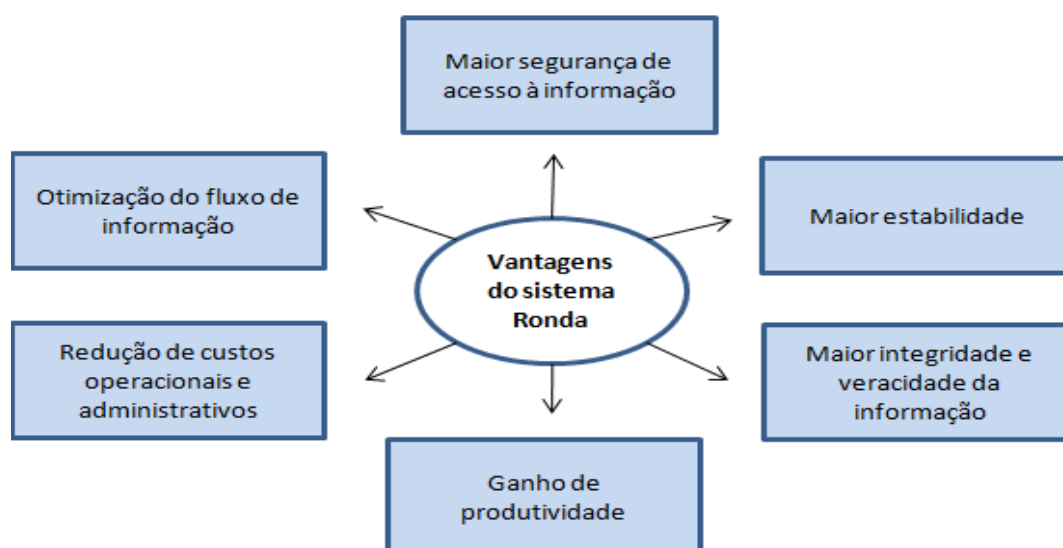 Maior segurança de
acesso à informação
Otimização do fluxo de
informação
Maior estabilidade
Vantagens
do sistema
Ronda
Redução de custos
operacionais e
administrativos
Maior integridade e
veracidade da
informação
Ganho de
produtividade